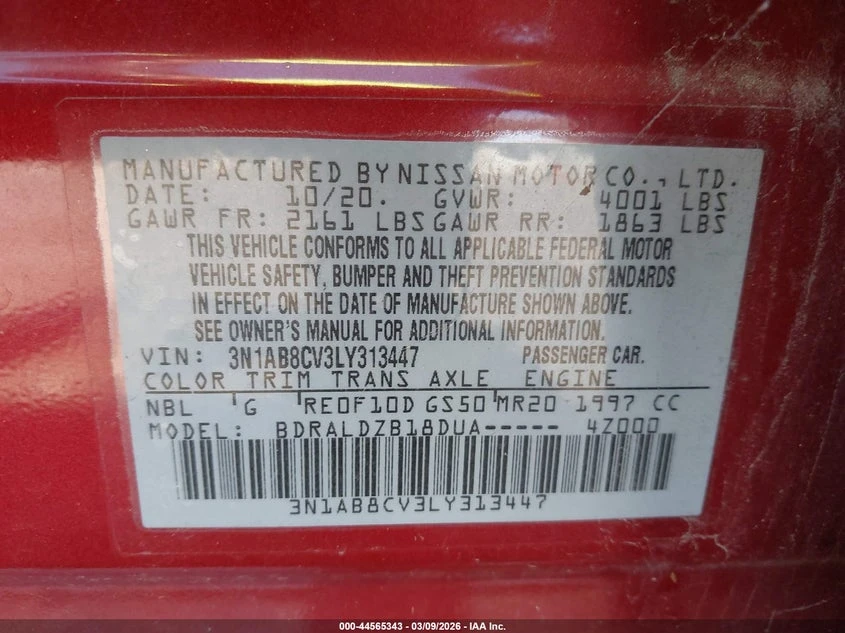 MANUFACTURED BY NISSAN MOTOR CO., LTD.
DATE: 10/20. GVWR: 4001 LBS
GAWR FR: 2161 LBS GAWR RR: 1863 LBS
THIS VEHICLE CONFORMS TO ALL APPLICABLE FEDERAL MOTOR
VEHICLE SAFETY, BUMPER AND THEFT PREVENTION STANDARDS
IN EFFECT ON THE DATE OF MANUFACTURE SHOWN ABOVE.
SEE OWNER'S MANUAL FOR ADDITIONAL INFORMATION.
VIN: 3N1AB8CV3LY313447 PASSENGER CAR.
COLOR TRIM TRANS AXLE ENGINE
NBL G RE0F10D GS50 MR20 1997 CC
MODEL: BDRALDZB18DUA----- 4Z000
3N1AB8CV3LY313447
000-44565343 / 03/09/2026 - IAA Inc.